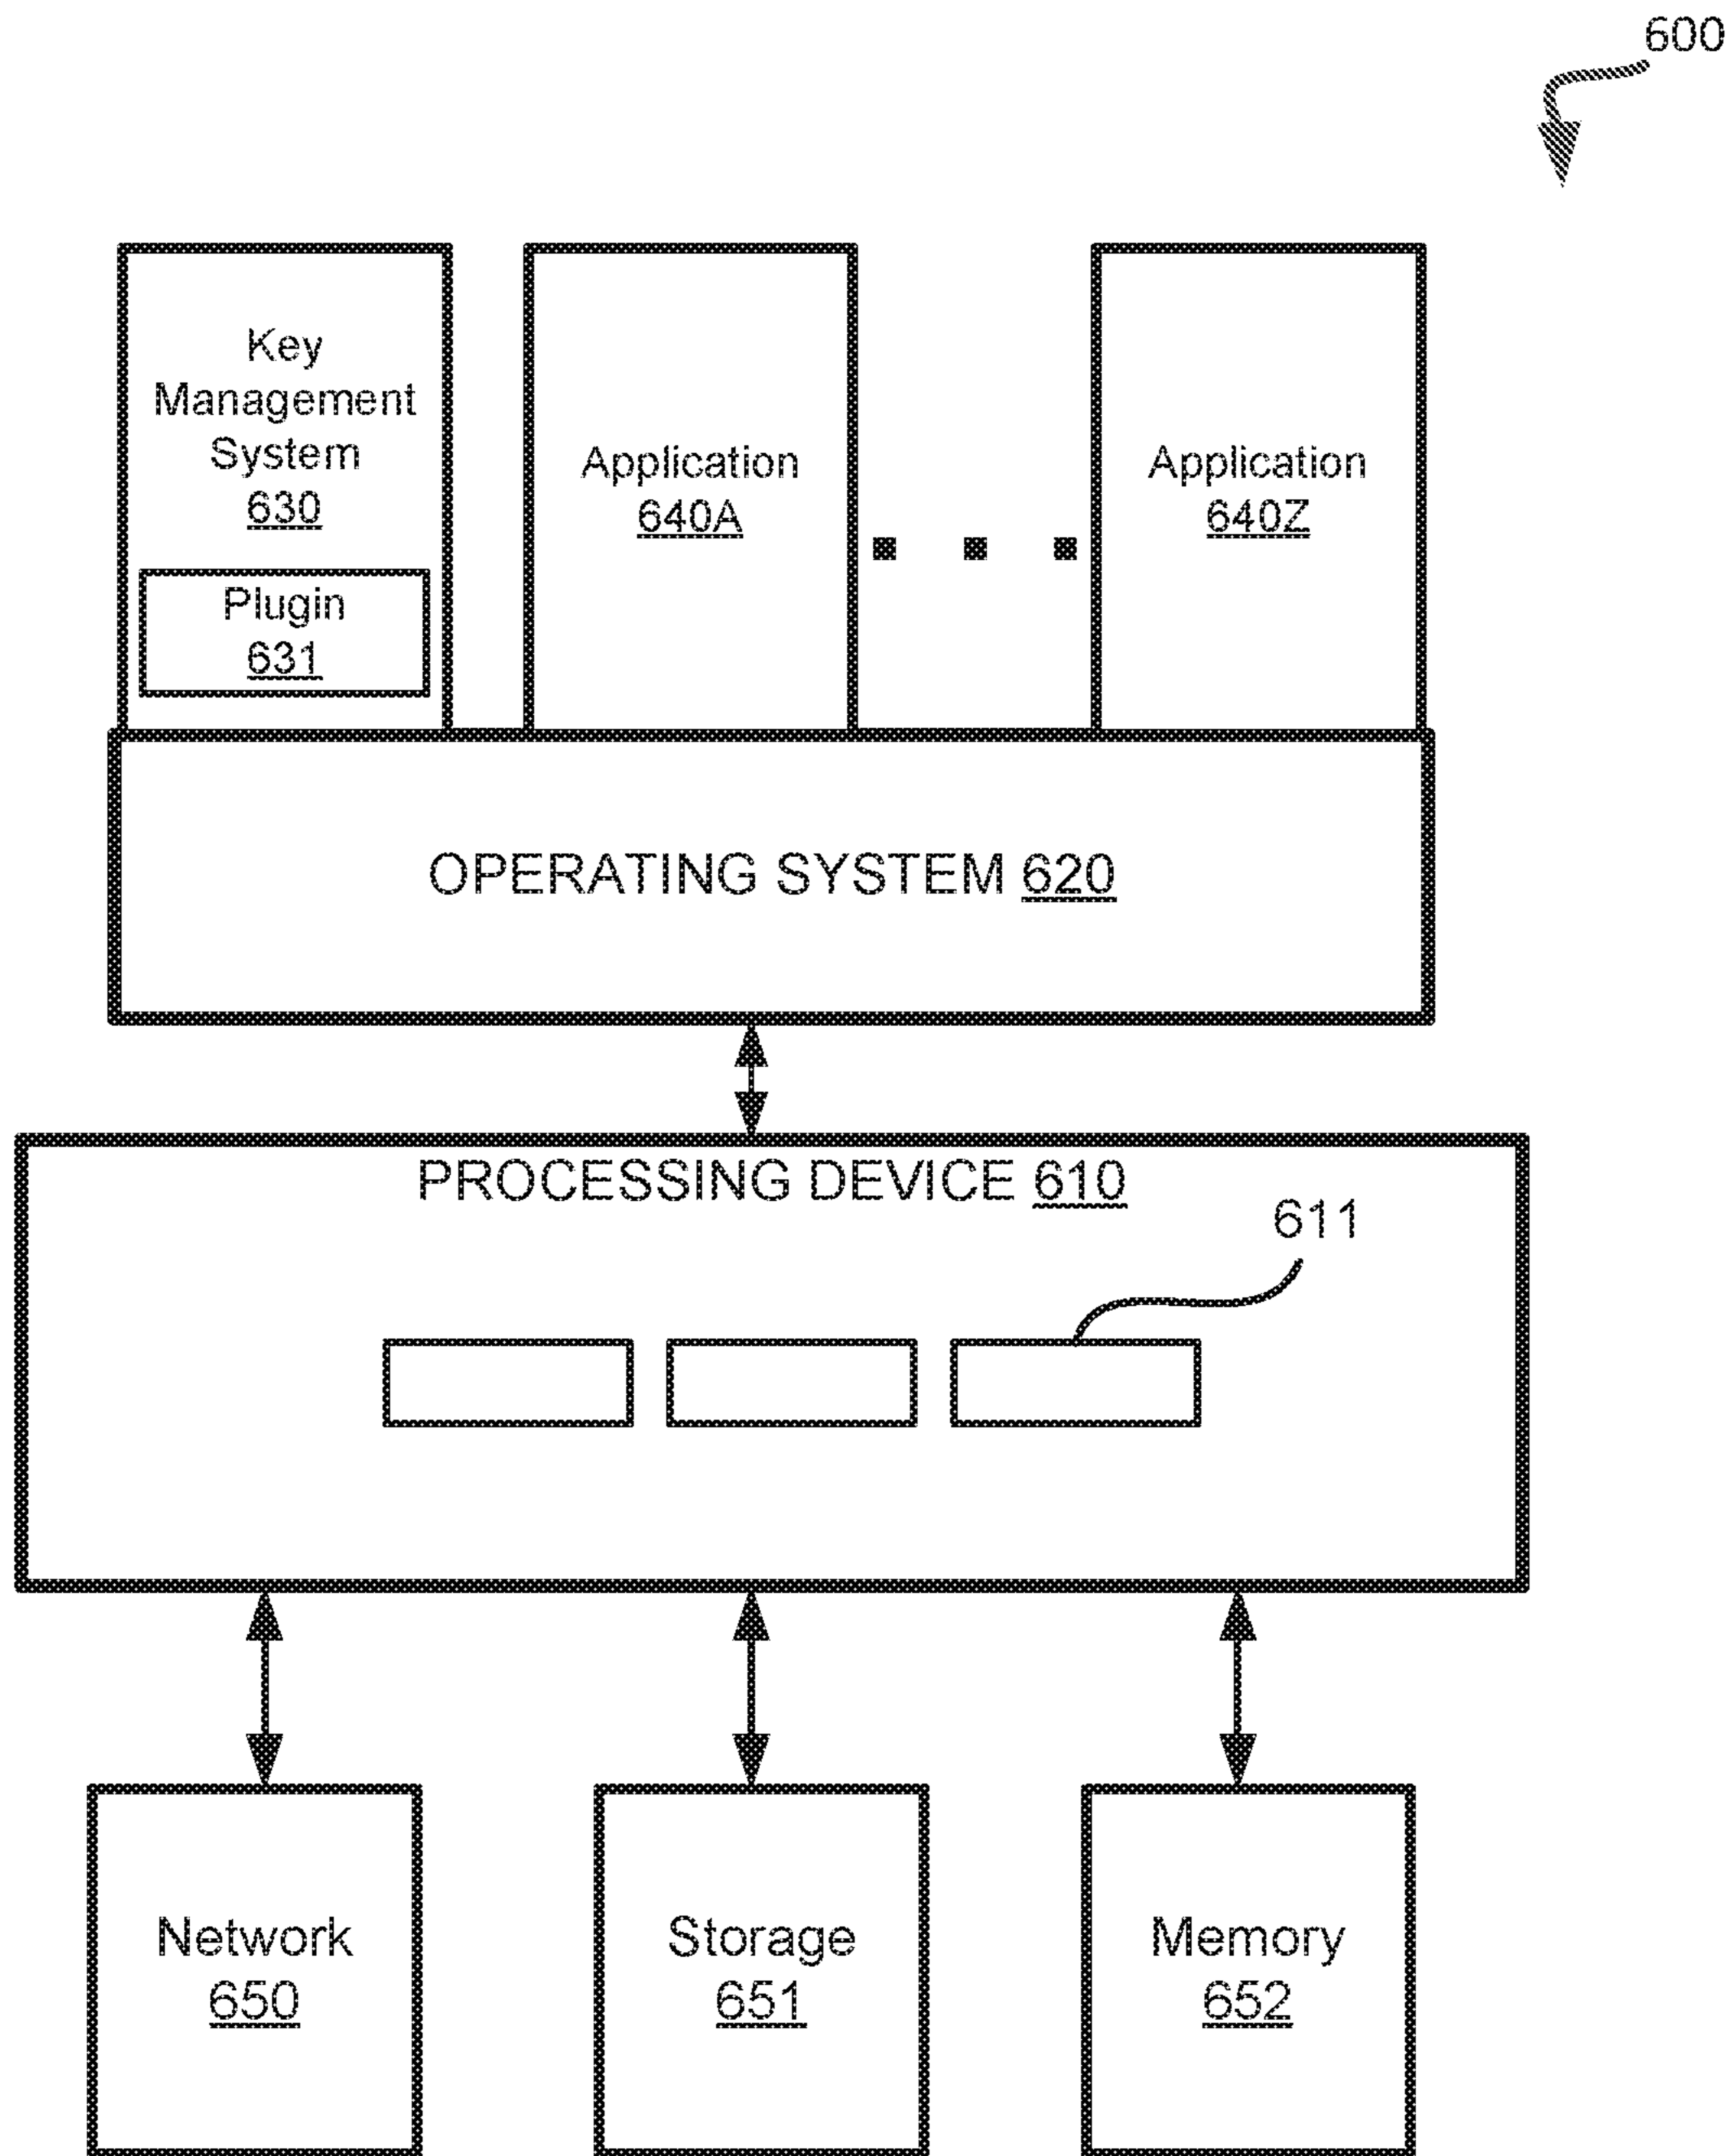 600
Key
Management
System
630
Plugin
631
Application
640A
Application
640Z
OPERATING SYSTEM 620
PROCESSING DEVICE 610
611
Network
650
Storage
651
Memory
652